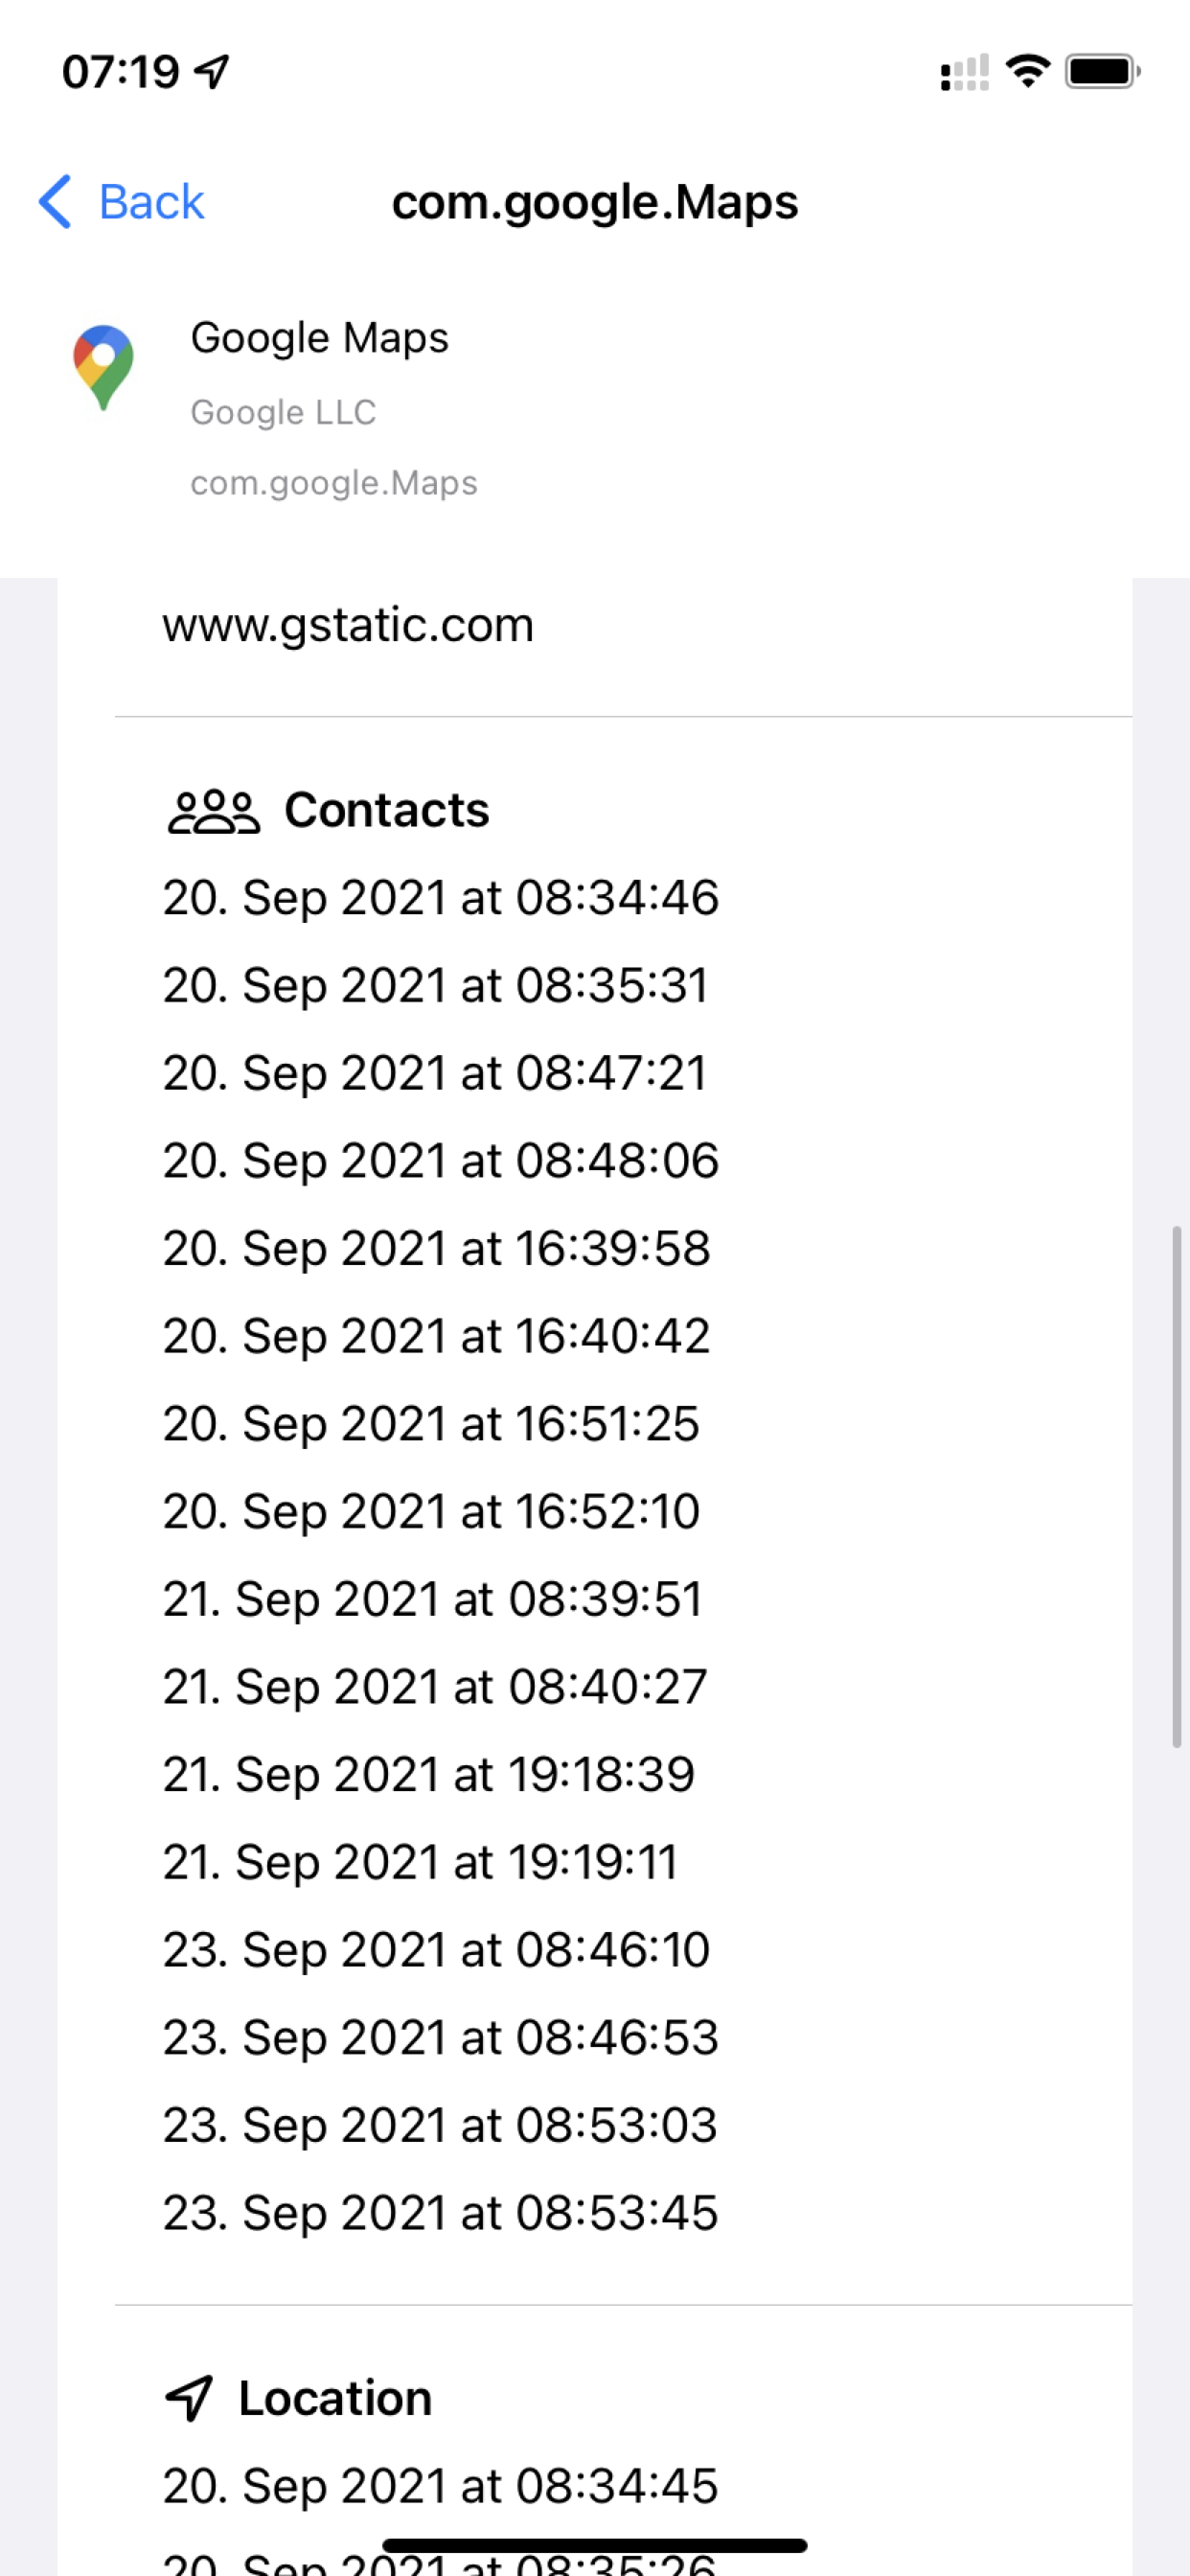 07:19
Back
com.google.Maps
Google Maps
Google LLC
com.google.Maps
www.gstatic.com
Contacts
20. Sep 2021 at 08:34:46
20. Sep 2021 at 08:35:31
20. Sep 2021 at 08:47:21
20. Sep 2021 at 08:48:06
20. Sep 2021 at 16:39:58
20. Sep 2021 at 16:40:42
20. Sep 2021 at 16:51:25
20. Sep 2021 at 16:52:10
21. Sep 2021 at 08:39:51
21. Sep 2021 at 08:40:27
21. Sep 2021 at 19:18:39
21. Sep 2021 at 19:19:11
23. Sep 2021 at 08:46:10
23. Sep 2021 at 08:46:53
23. Sep 2021 at 08:53:03
23. Sep 2021 at 08:53:45
Location
20. Sep 2021 at 08:34:45
20. Sep 2021 at 08:35:26